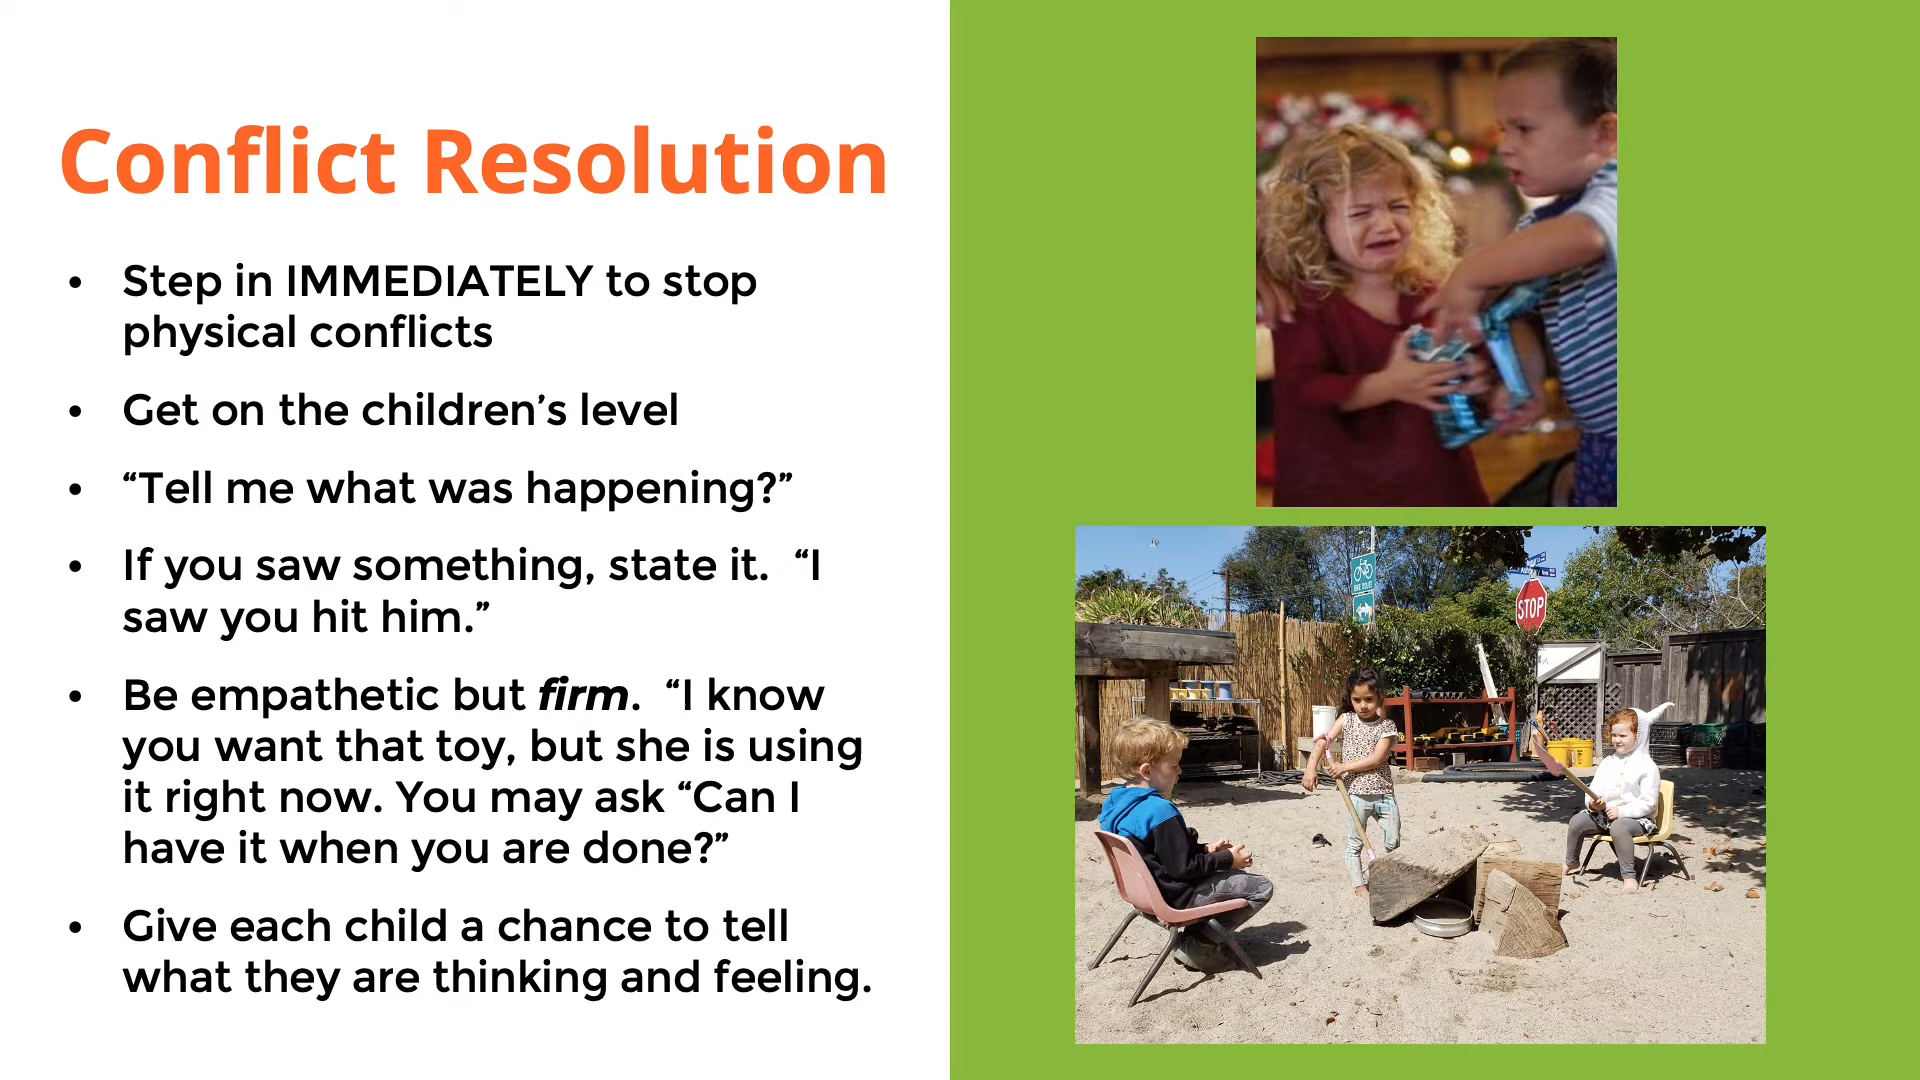 Conflict Resolution
• Step in IMMEDIATELY to stop
physical conflicts
• Get on the children’s level
• “Tell me what was happening?”
• If you saw something, state it.  “I
saw you hit him.”
• Be empathetic but firm.  “I know
you want that toy, but she is using
it right now. You may ask “Can I
have it when you are done?”
• Give each child a chance to tell
what they are thinking and feeling.
BIKE ROUTE
STOP